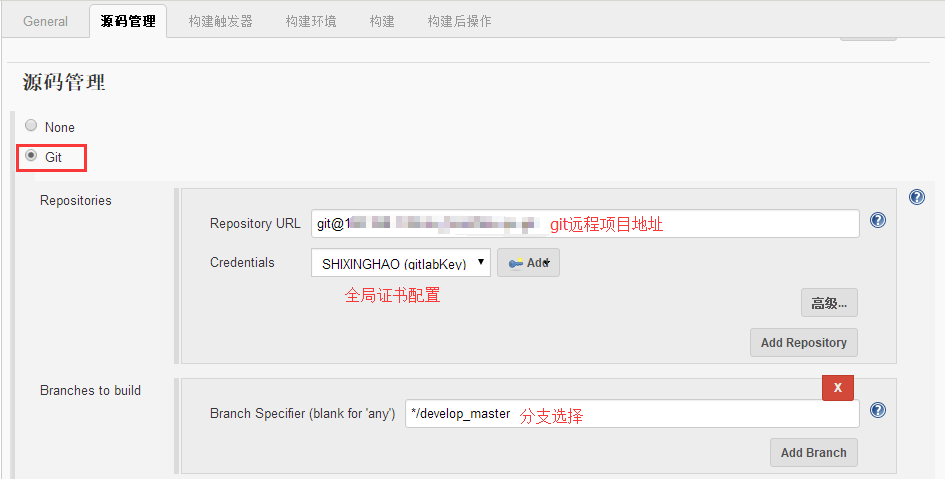 General 源码管理 构建触发器 构建环境 构建 构建后操作
源码管理
None
Git
Repositories
Repository URL git@1 git远程项目地址
Credentials SHIXINGHAO (gitlabKey) Add
全局证书配置
高级...
Add Repository
Branches to build
X
Branch Specifier (blank for 'any') */develop_master 分支选择
Add Branch